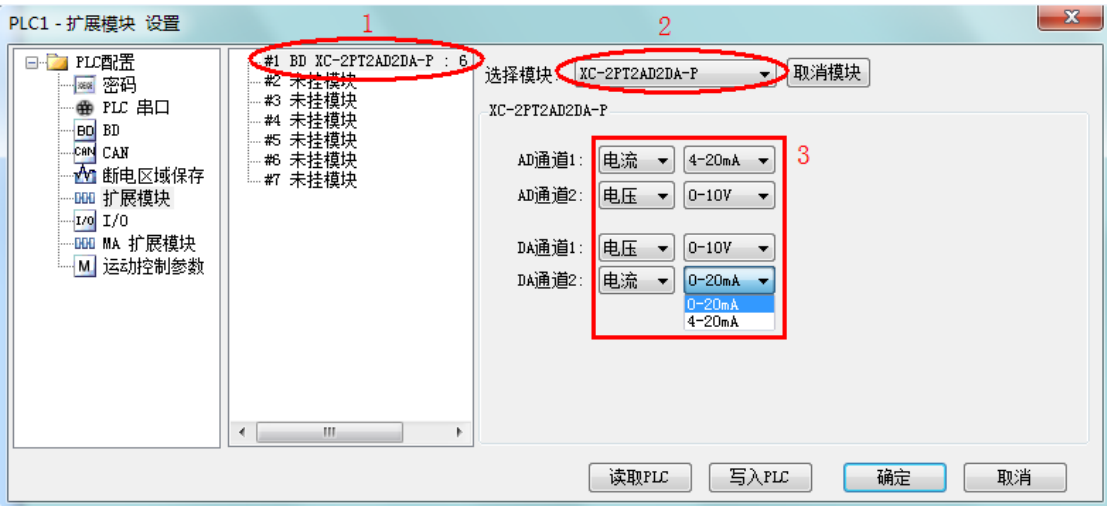 PLC1 - 扩展模块 设置
1
2
3
PLC配置
密码
PLC 串口
BD BD
CAN CAN
断电区域保存
扩展模块
I/O I/O
MA 扩展模块
M 运动控制参数
#1 BD XC-2PT2AD2DA-P : 6
#2 未挂模块
#3 未挂模块
#4 未挂模块
#5 未挂模块
#6 未挂模块
#7 未挂模块
选择模块: XC-2PT2AD2DA-P 取消模块
XC-2PT2AD2DA-P
AD通道1: 电流 4-20mA
AD通道2: 电压 0-10V
DA通道1: 电压 0-10V
DA通道2: 电流 0-20mA
0-20mA
4-20mA
读取PLC 写入PLC 确定 取消